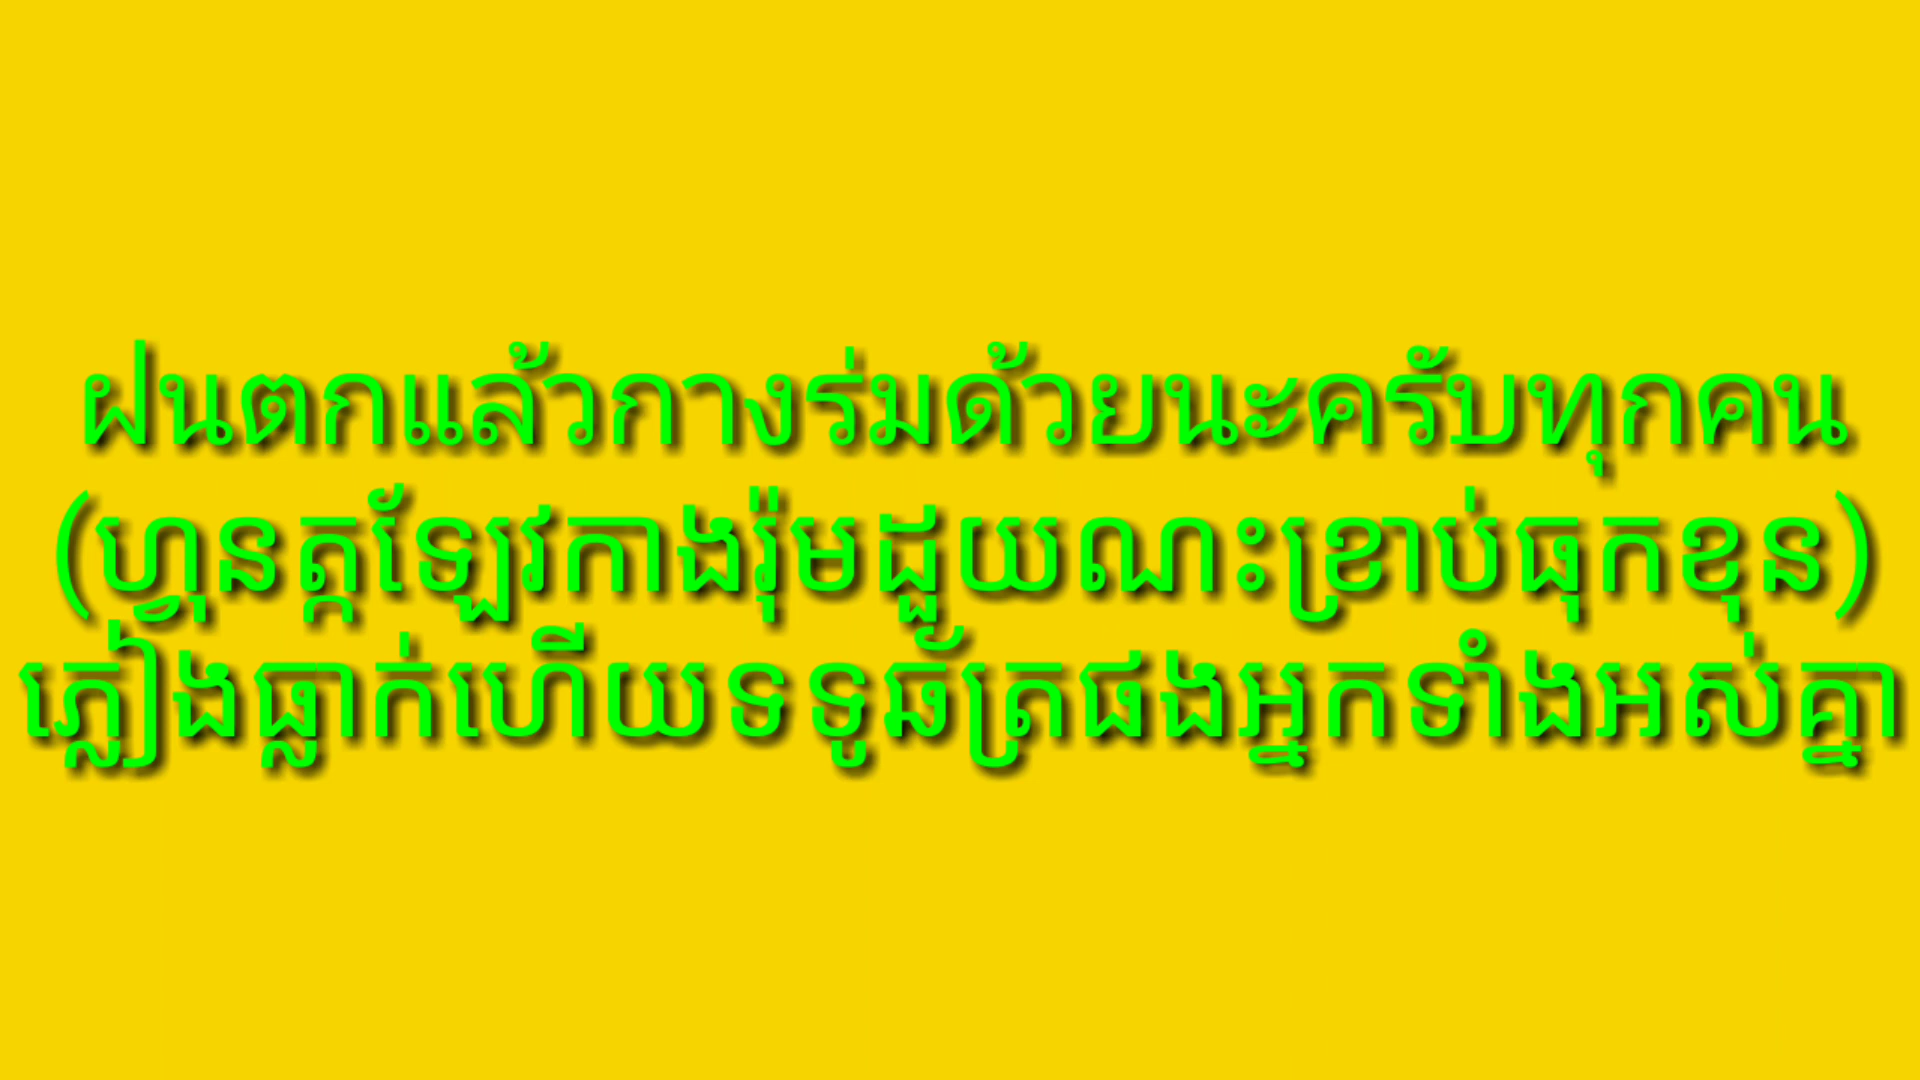 ฝนตกแล้วกางร่มด้วยนะครับทุกคน
(ហ្វុនត្កឡែវកាងរ៉ុមដួយណះខ្រាប់ធុកខុន)
ភ្លៀងធ្លាក់ហើយទទូឆ័ត្រផងអ្នកទាំងអស់គ្នា